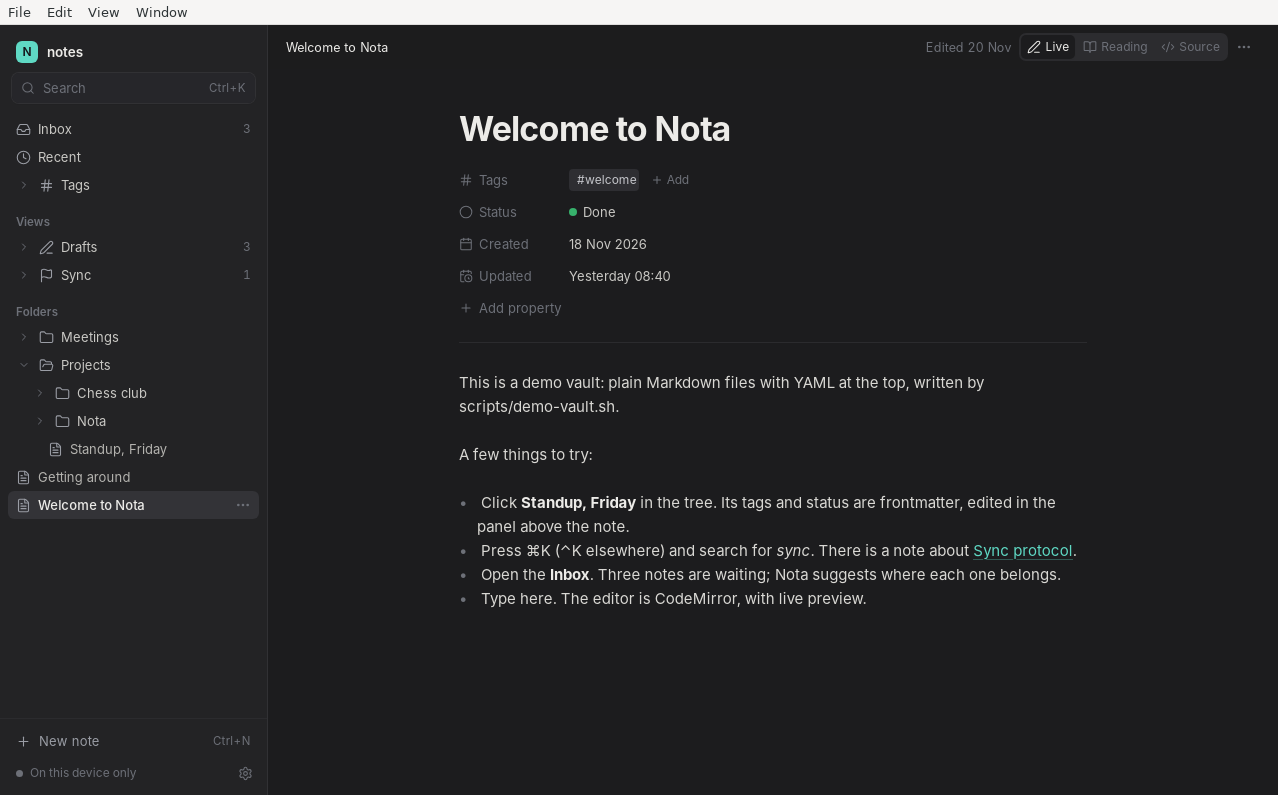 File Edit View Window
N notes
Search Ctrl+K
Inbox 3
Recent
Tags
Views
Drafts 3
Sync 1
Folders
Meetings
Projects
Chess club
Nota
Standup, Friday
Getting around
Welcome to Nota
New note Ctrl+N
On this device only
Welcome to Nota
Edited 20 Nov Live Reading Source
Welcome to Nota
Tags #welcome Add
Status Done
Created 18 Nov 2026
Updated Yesterday 08:40
Add property
This is a demo vault: plain Markdown files with YAML at the top, written by
scripts/demo-vault.sh.
A few things to try:
• Click Standup, Friday in the tree. Its tags and status are frontmatter, edited in the
panel above the note.
• Press ⌘K (^K elsewhere) and search for sync. There is a note about Sync protocol.
• Open the Inbox. Three notes are waiting; Nota suggests where each one belongs.
• Type here. The editor is CodeMirror, with live preview.